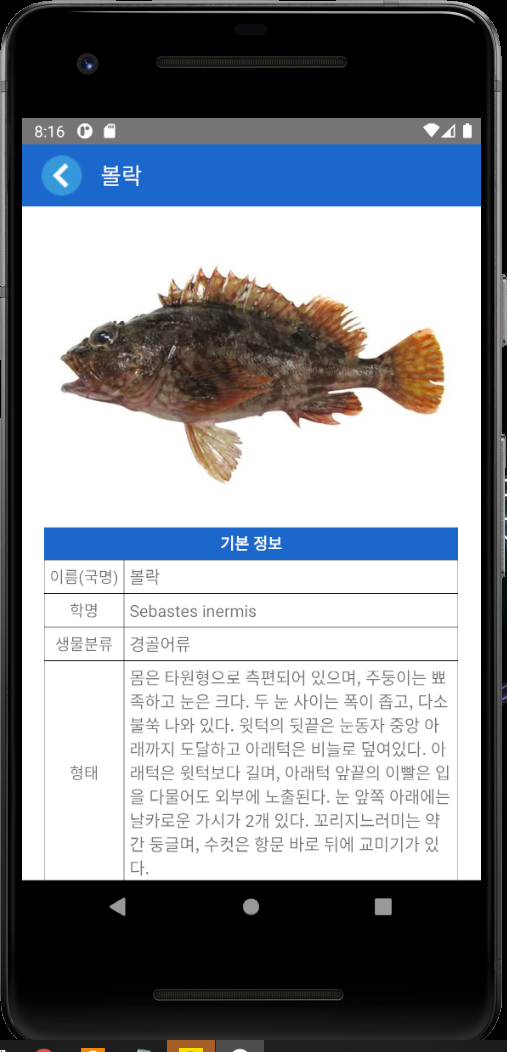 8:16
볼락
기본 정보
이름(국명) 볼락
학명 Sebastes inermis
생물분류 경골어류
형태
몸은 타원형으로 측편되어 있으며, 주둥이는 뾰
족하고 눈은 크다. 두 눈 사이는 폭이 좁고, 다소
불쑥 나와 있다. 윗턱의 뒷끝은 눈동자 중앙 아
래까지 도달하고 아래턱은 비늘로 덮여있다. 아
래턱은 윗턱보다 길며, 아래턱 앞끝의 이빨은 입
을 다물어도 외부에 노출된다. 눈 앞쪽 아래에는
날카로운 가시가 2개 있다. 꼬리지느러미는 약
간 둥글며, 수컷은 항문 바로 뒤에 교미기가 있
다.